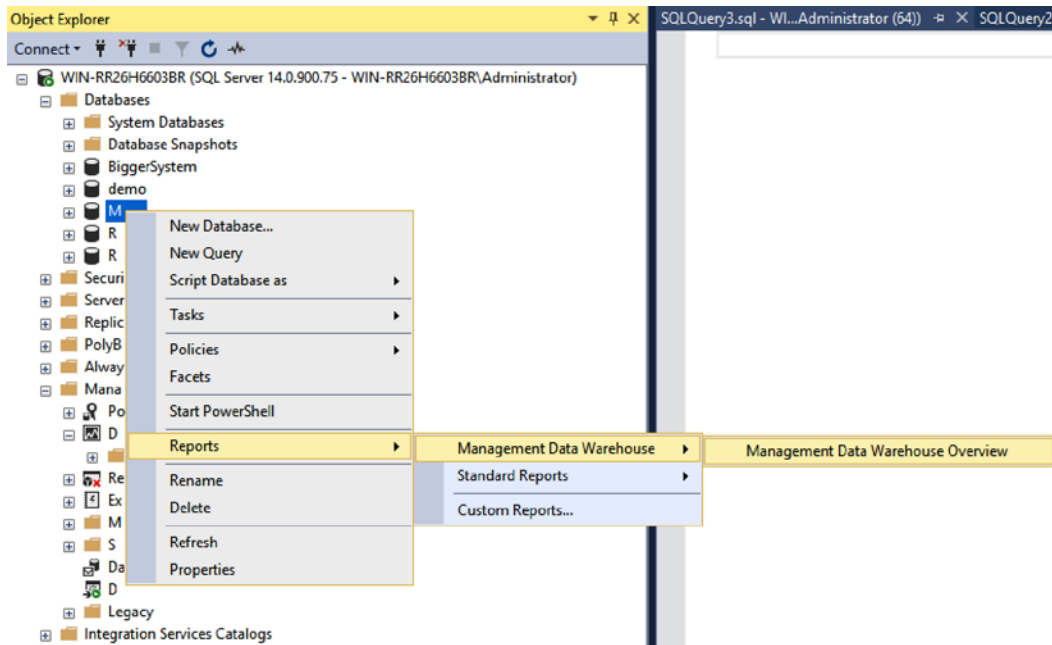 Object Explorer
SQLQuery3.sql - WI...Administrator (64))
SQLQuery2
Connect
WIN-RR26H6603BR (SQL Server 14.0.900.75 - WIN-RR26H6603BR\Administrator)
Databases
System Databases
Database Snapshots
BiggerSystem
demo
M
R
R
Securi
Server
Replic
PolyB
Alway
Mana
Po
D
Re
Ex
M
S
Da
D
Legacy
Integration Services Catalogs
New Database...
New Query
Script Database as
Tasks
Policies
Facets
Start PowerShell
Reports
Rename
Delete
Refresh
Properties
Management Data Warehouse
Standard Reports
Custom Reports...
Management Data Warehouse Overview